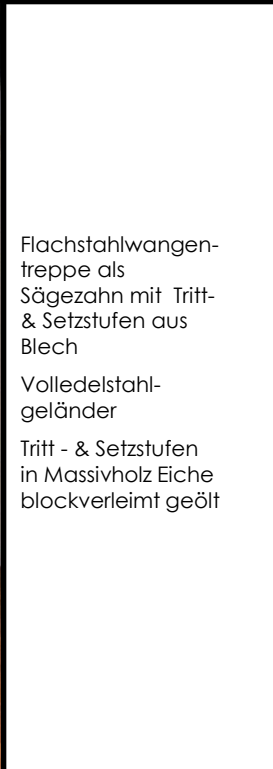 Flachstahlwangen-
treppe als
Sägezahn mit  Tritt-
& Setzstufen aus
Blech
Volledelstahl-
geländer
Tritt - & Setzstufen
in Massivholz Eiche
blockverleimt geölt